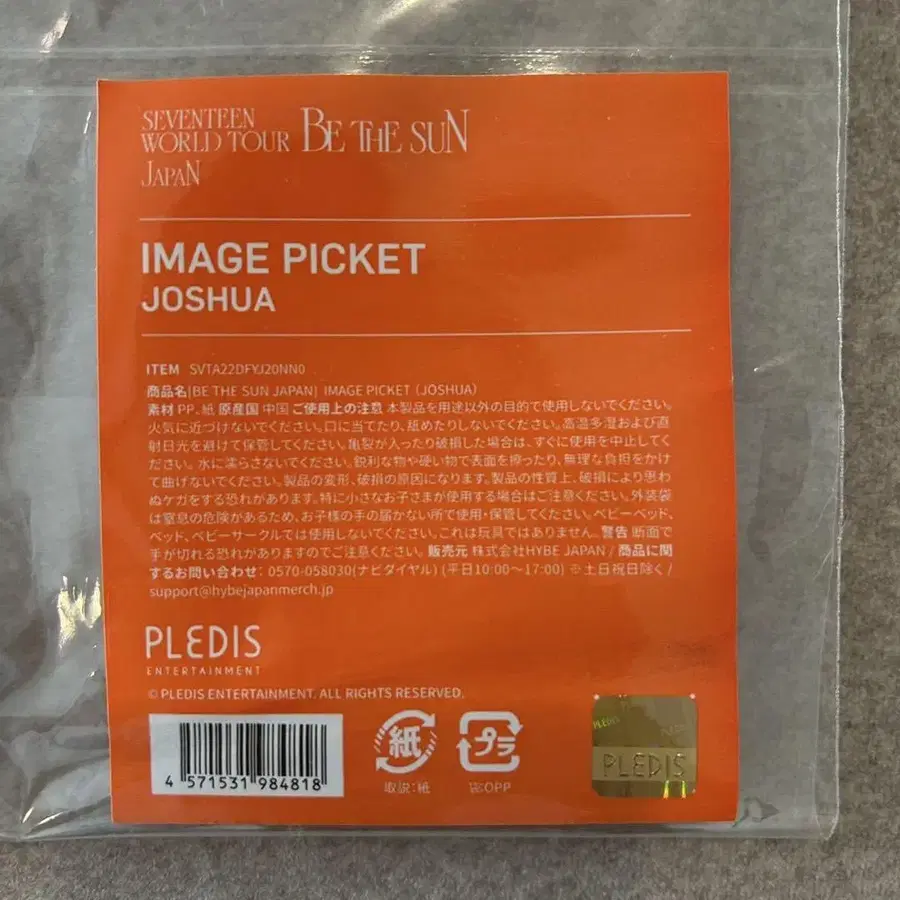 SEVENTEEN
WORLD TOUR BE THE SUN
JAPAN
IMAGE PICKET
JOSHUA
ITEM SVTA22DFYJ20NN0
商品名[BE THE SUN JAPAN] IMAGE PICKET (JOSHUA)
素材 PP、紙 原産国 中国 ご使用上の注意 本製品を用途以外の目的で使用しないでください。
火気に近づけないでください。口に当てたり、舐めたりしないでください。高温多湿および直
射日光を避けて保管してください。亀裂が入ったり破損した場合は、すぐに使用を中止してく
ださい。水に濡らさないでください。鋭利な物や硬い物で表面を擦ったり、無理な負担をかけ
て曲げないでください。製品の変形、破損の原因になります。製品の性質上、破損により思わ
ぬケガをする恐れがあります。特に小さなお子さまが使用する場合はご注意ください。外装袋
は窒息の危険があるため、お子様の手の届かない所で使用・保管してください。ベビーベッド、
ベッド、ベビーサークルでは使用しないでください。これは玩具ではありません。警告 断面で
手が切れる恐れがありますのでご注意ください。販売元 株式会社HYBE JAPAN / 商品に関
するお問い合わせ: 0570-058030(ナビダイヤル) (平日10:00〜17:00) ※土日祝日除く /
support@hybejapanmerch.jp
PLEDIS
ENTERTAINMENT
© PLEDIS ENTERTAINMENT. ALL RIGHTS RESERVED.
4 571531 984818
紙
取説:紙
プラ
袋:OPP
PLEDIS
PLEDIS